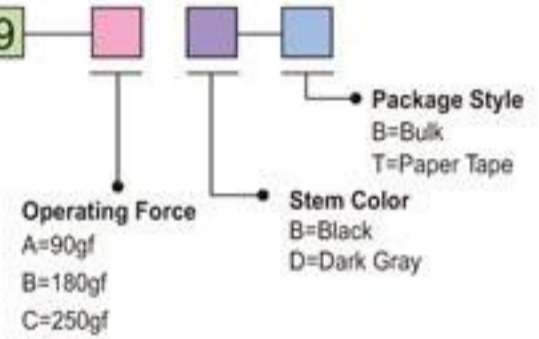 9
Package Style
B=Bulk
T=Paper Tape
Stem Color
B=Black
D=Dark Gray
Operating Force
A=90gf
B=180gf
C=250gf